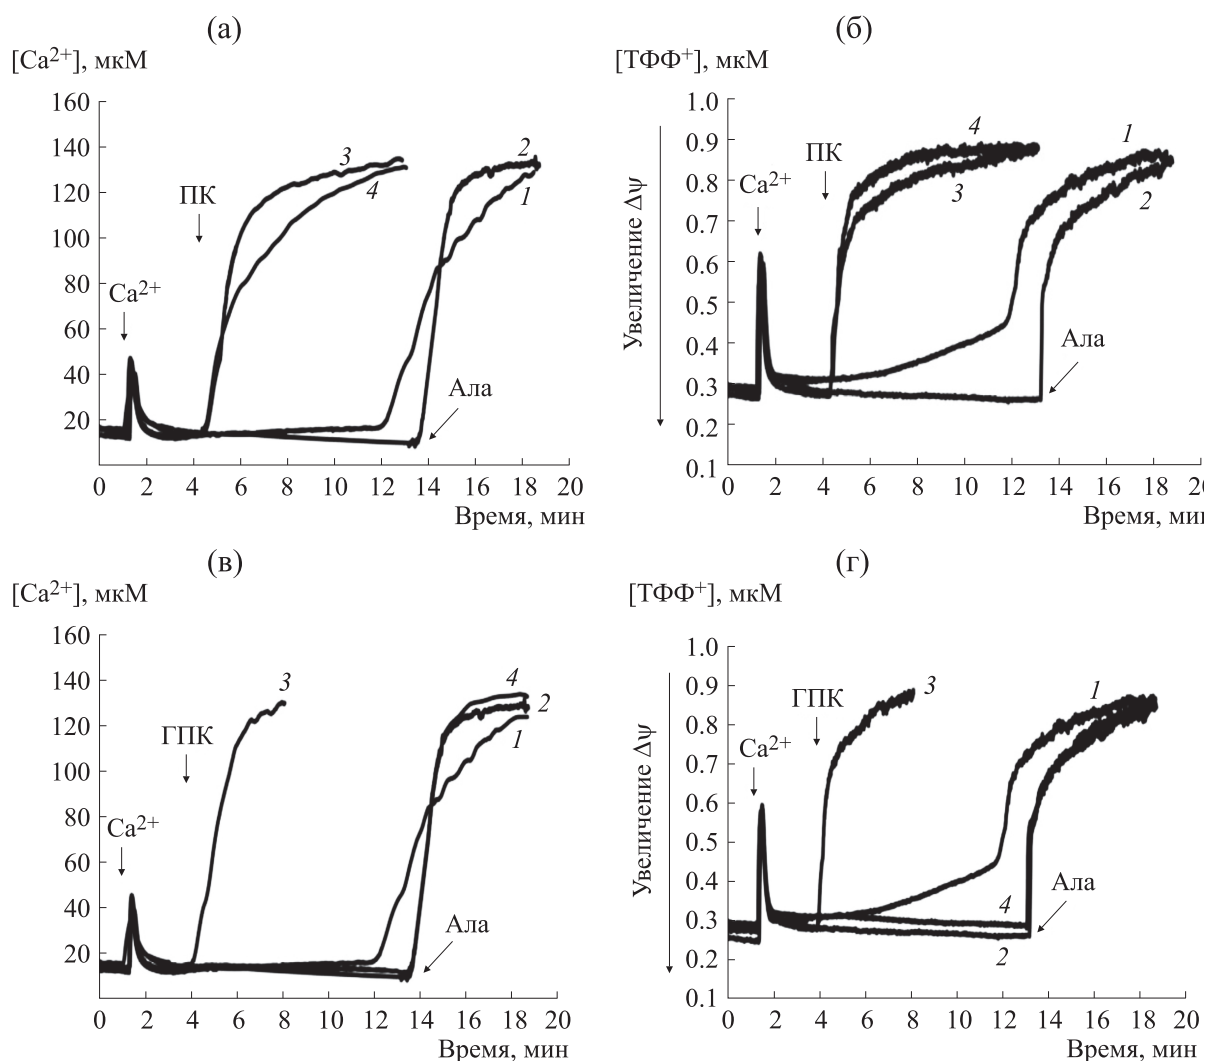 (а)
[Ca2+], мкМ
160
140
120
100
80
60
40
20
0 2 4 6 8 10 12 14 16 18 20
Время, мин
ПК
Ca2+
Ала
3
4
2
1
(б)
[ТФФ+], мкМ
Увеличение Δψ
1.0
0.9
0.8
0.7
0.6
0.5
0.4
0.3
0.2
0.1
0 2 4 6 8 10 12 14 16 18 20
Время, мин
ПК
Ca2+
Ала
4
3
1
2
(в)
[Ca2+], мкМ
160
140
120
100
80
60
40
20
0 2 4 6 8 10 12 14 16 18 20
Время, мин
ГПК
Ca2+
Ала
3
4
2
1
(г)
[ТФФ+], мкМ
Увеличение Δψ
1.0
0.9
0.8
0.7
0.6
0.5
0.4
0.3
0.2
0.1
0 2 4 6 8 10 12 14 16 18 20
Время, мин
ГПК
Ca2+
Ала
3
1
4
2